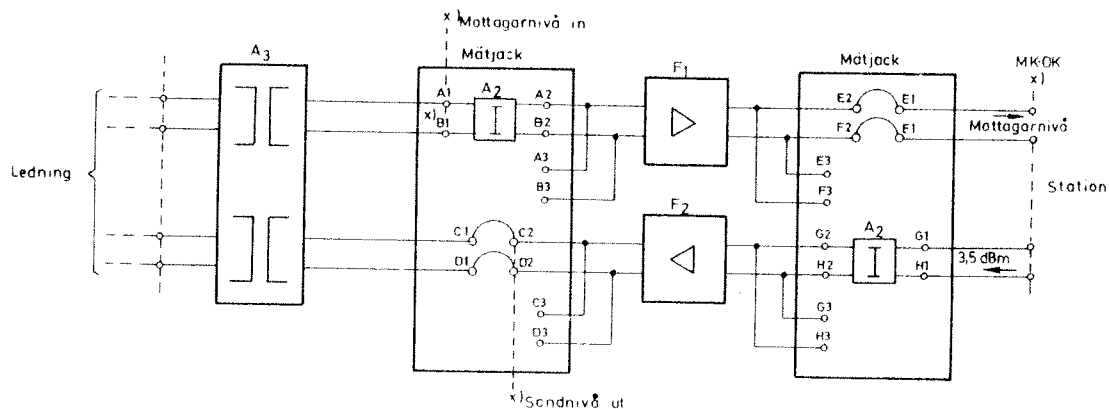 x) Mottagarnivå in
A3
Mätjack
F1
Mätjack
MK-OK
x)
A1
A2
A2
E2
E1
x)
B1
B2
F2
E1
Mottagarnivå
A3
E3
B3
F3
Ledning
Station
F2
A2
C1
C2
G2
G1
D1
D2
H2
H1
3,5 dBm
C3
G3
D3
H3
x) Sändnivå ut